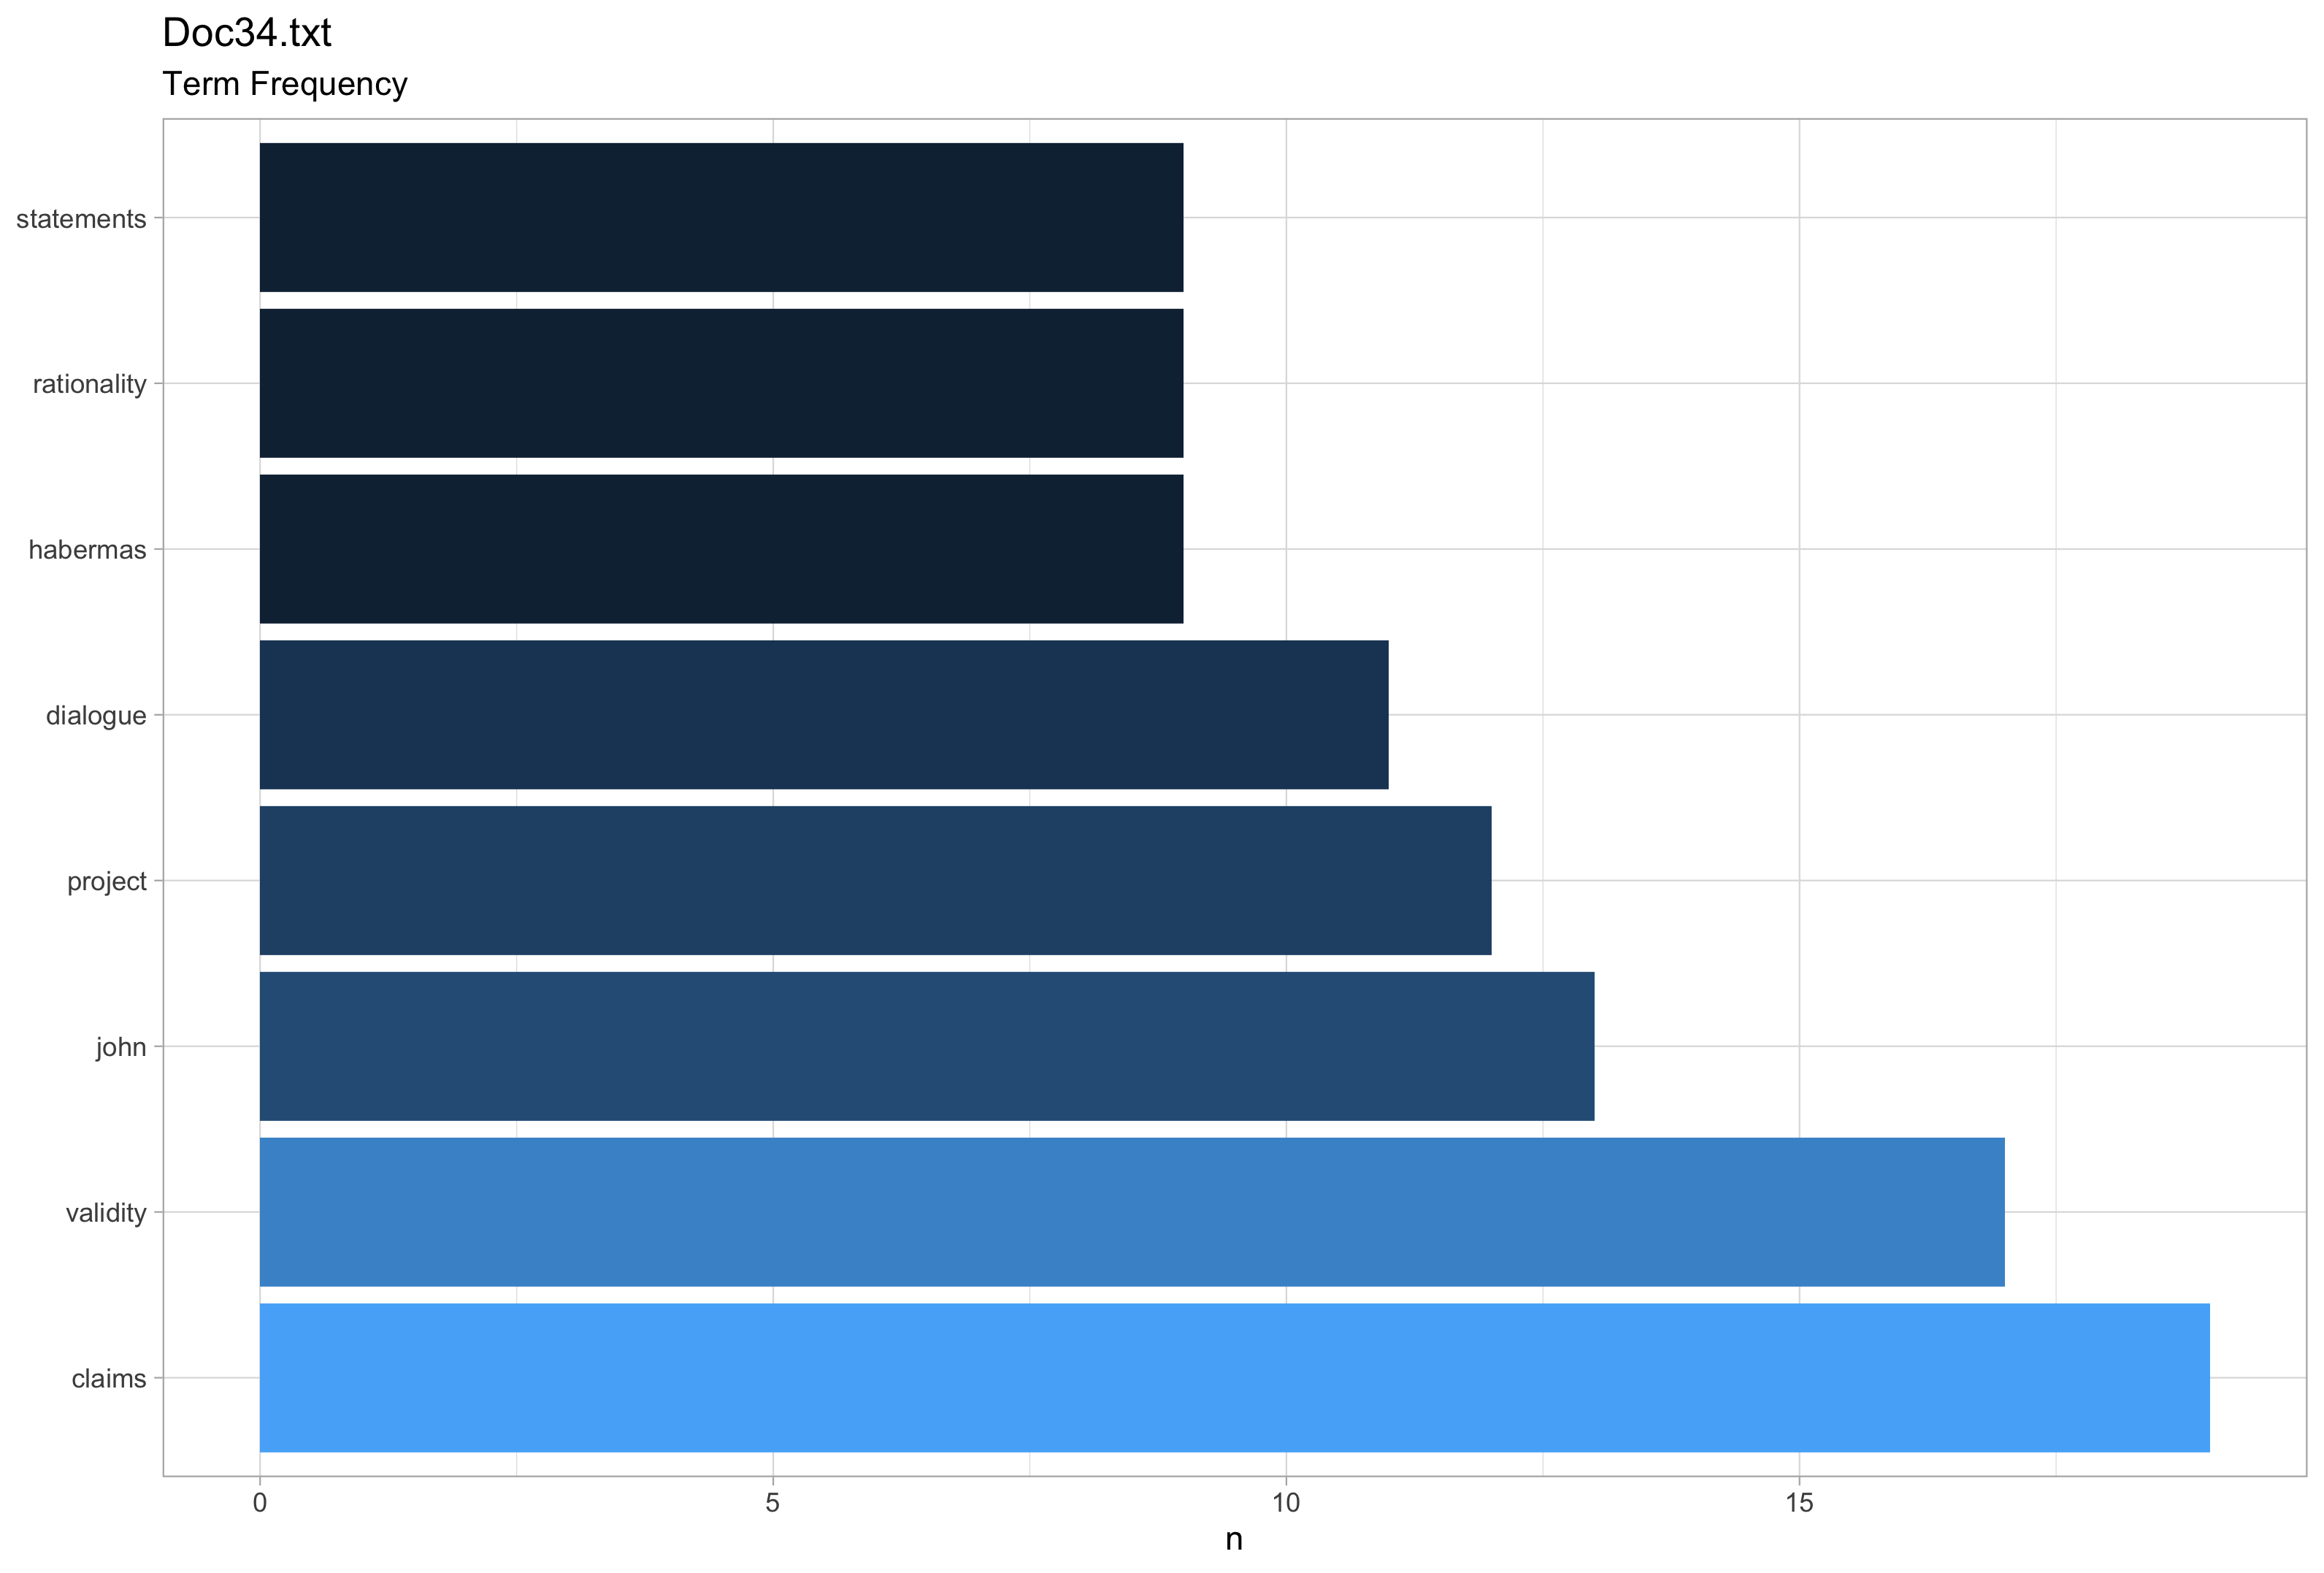 Doc34.txt
Term Frequency
statements
rationality
habermas
dialogue
project
john
validity
claims
0 5 10 15
n